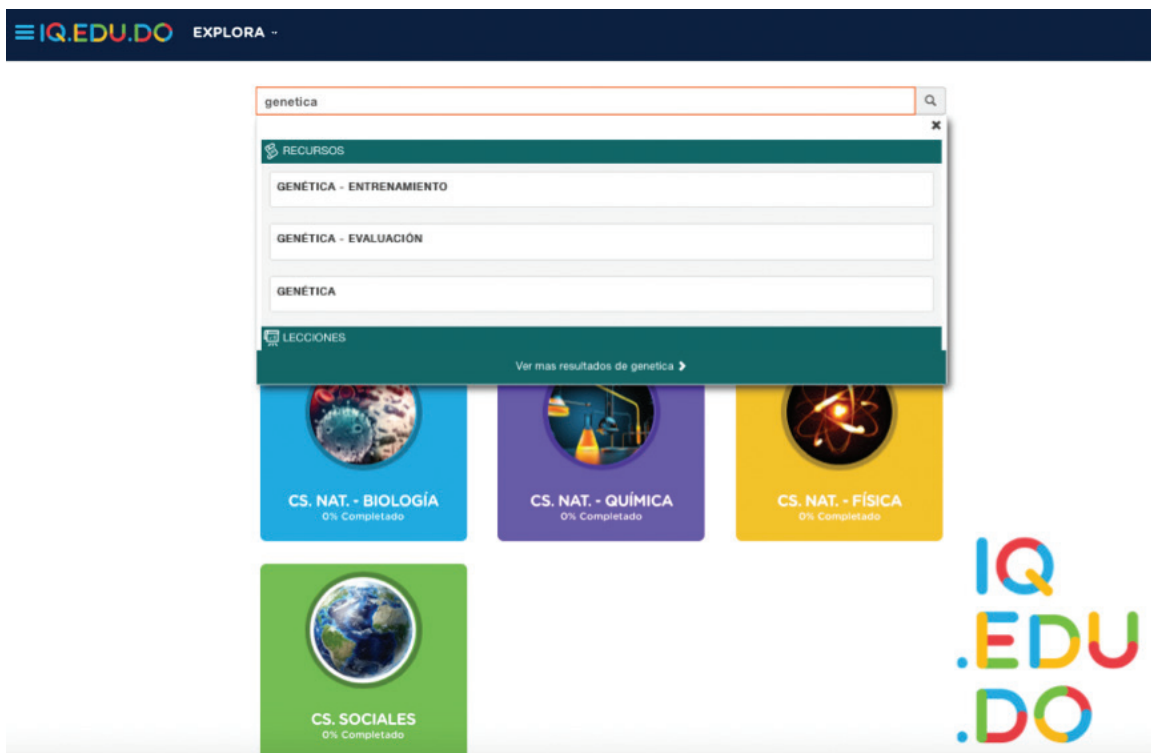 IQ.EDU.DO EXPLORA
genetica
RECURSOS
GENÉTICA - ENTRENAMIENTO
GENÉTICA - EVALUACIÓN
GENÉTICA
LECCIONES
Ver mas resultados de genetica
CS. NAT. - BIOLOGÍA
0% Completado
CS. NAT. - QUÍMICA
0% Completado
CS. NAT. - FÍSICA
0% Completado
CS. SOCIALES
0% Completado
IQ
.EDU
.DO